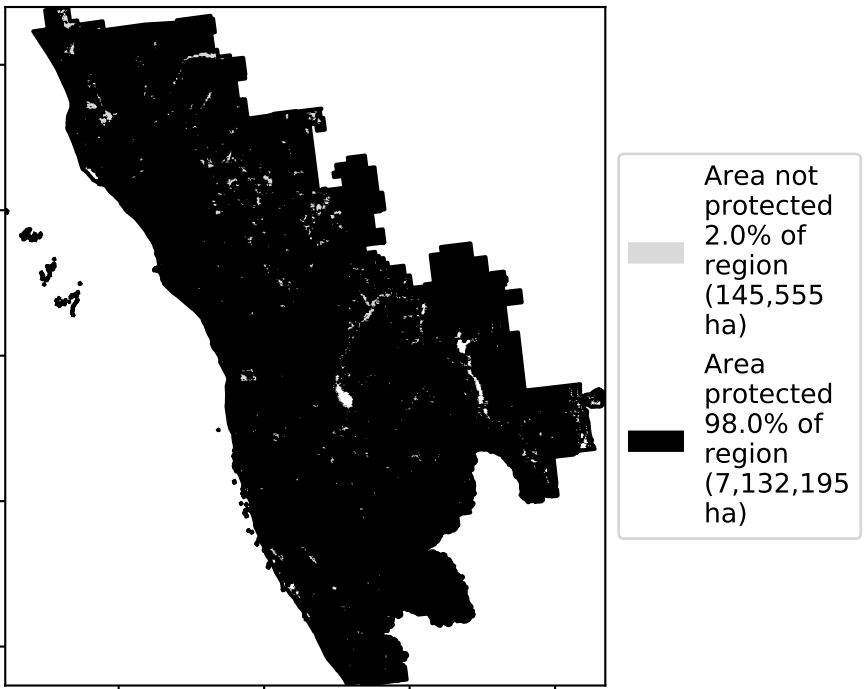 Area not
protected
2.0% of
region
(145,555
ha)
Area
protected
98.0% of
region
(7,132,195
ha)